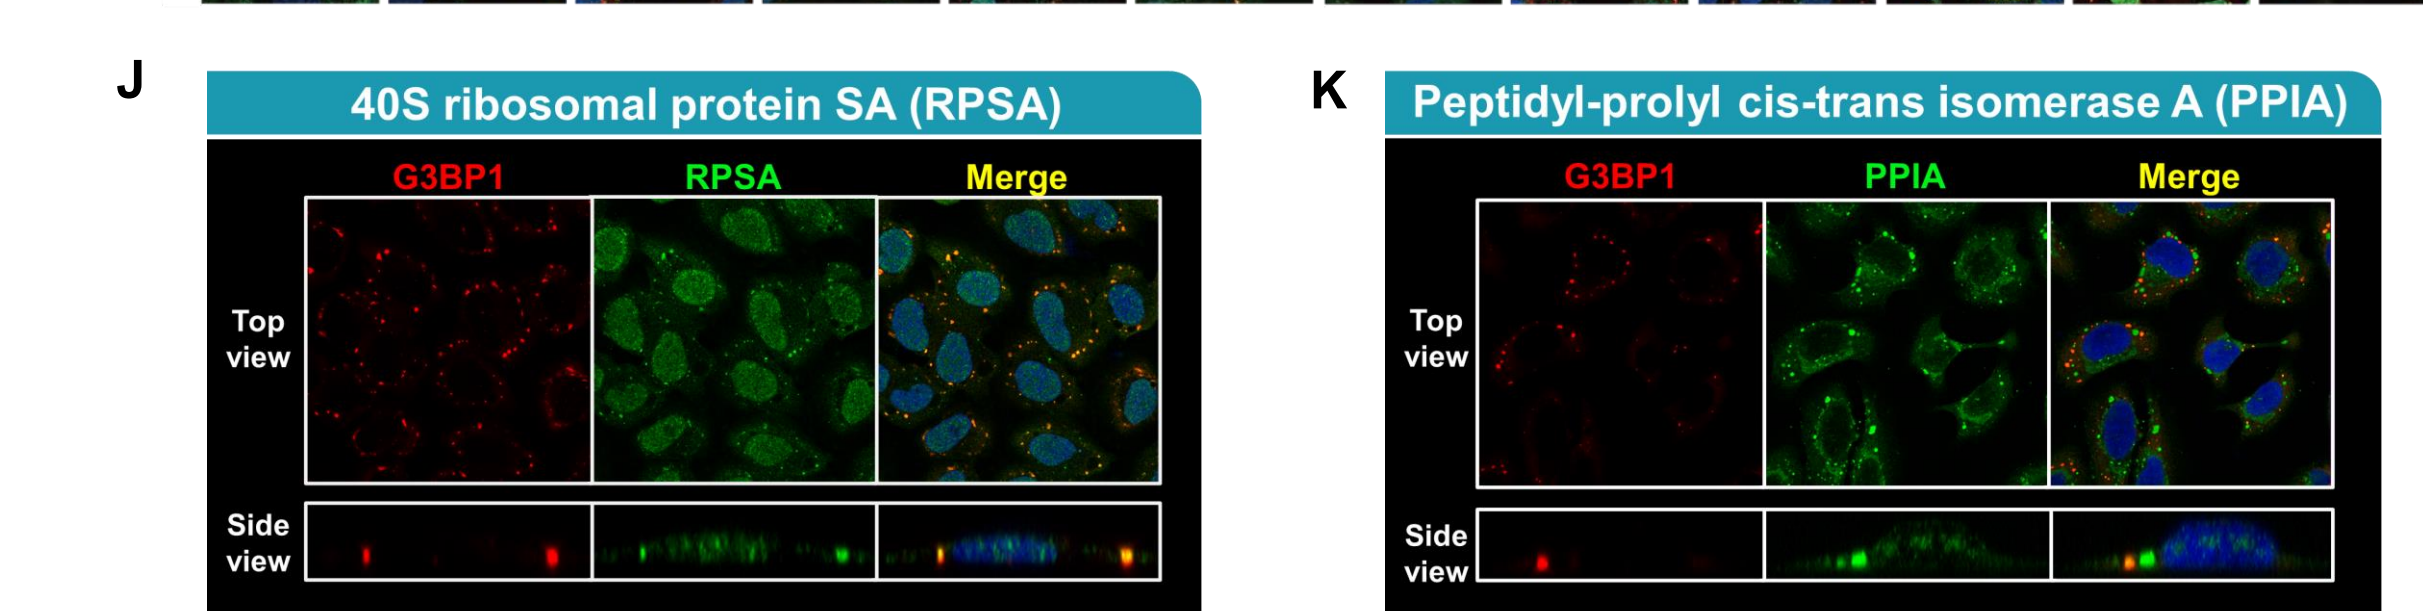 J
40S ribosomal protein SA (RPSA)
G3BP1 RPSA Merge
Top
view
Side
view
K
Peptidyl-prolyl cis-trans isomerase A (PPIA)
G3BP1 PPIA Merge
Top
view
Side
view